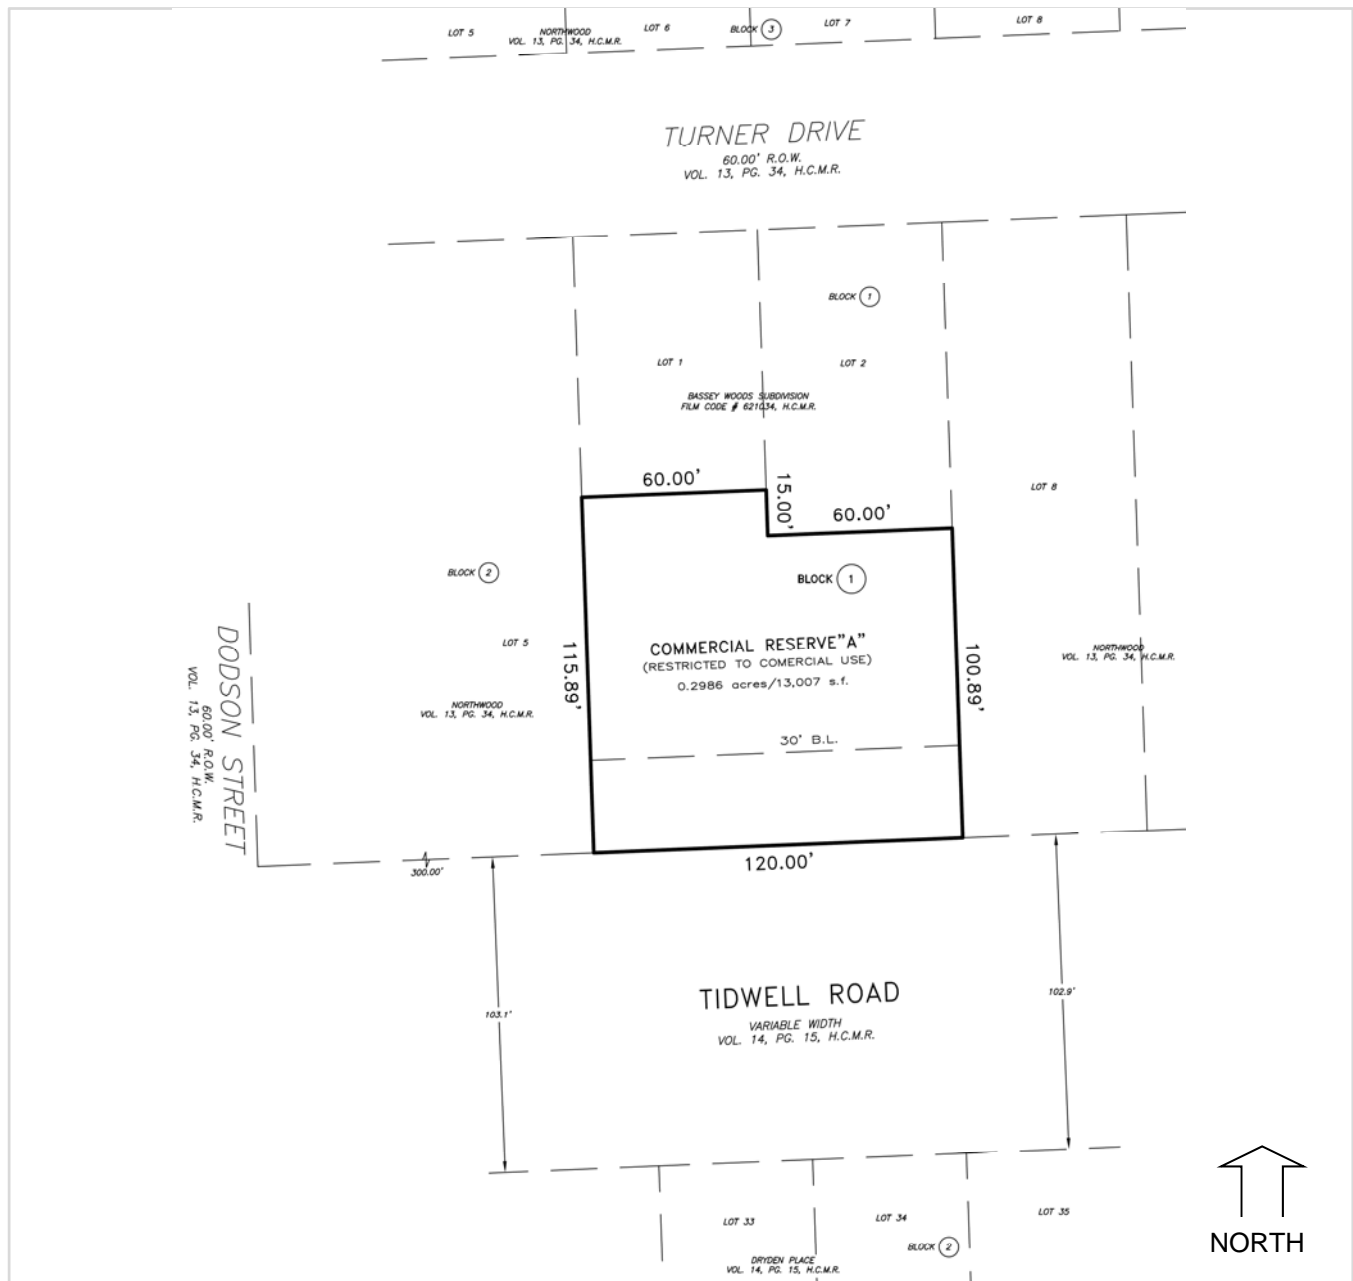 LOT 5
NORTHWOOD
VOL. 13, PG. 34, H.C.M.R.
LOT 6
BLOCK 3
LOT 7
LOT 8
TURNER DRIVE
60.00' R.O.W.
VOL. 13, PG. 34, H.C.M.R.
BLOCK 1
LOT 1
LOT 2
BASSEY WOODS SUBDIVISION
FILM CODE # 621034, H.C.M.R.
60.00'
15.00'
60.00'
LOT 8
BLOCK 2
BLOCK 1
LOT 5
115.89'
COMMERCIAL RESERVE"A"
(RESTRICTED TO COMERCIAL USE)
0.2986 acres/13,007 s.f.
100.89'
NORTHWOOD
VOL. 13, PG. 34, H.C.M.R.
NORTHWOOD
VOL. 13, PG. 34, H.C.M.R.
DODSON STREET
60.00' R.O.W.
VOL. 13, PG. 34, H.C.M.R.
30' B.L.
300.00'
120.00'
103.1'
TIDWELL ROAD
VARIABLE WIDTH
VOL. 14, PG. 15, H.C.M.R.
102.9'
LOT 33
LOT 34
LOT 35
BLOCK 2
DRYDEN PLACE
VOL. 14, PG. 15, H.C.M.R.
NORTH